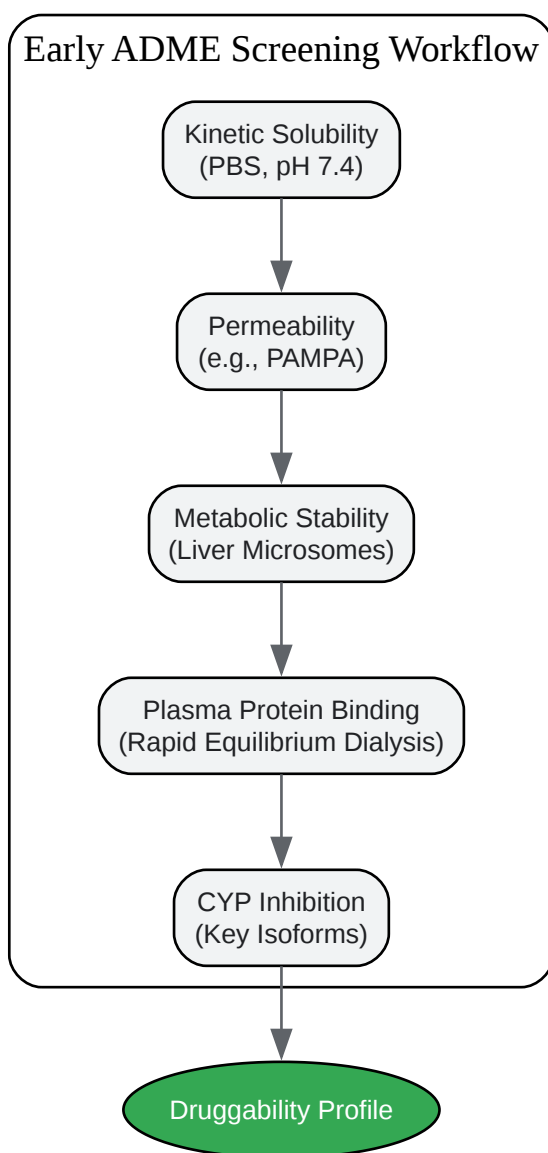 Early ADME Screening Workflow
Kinetic Solubility
(PBS, pH 7.4)
Permeability
(e.g., PAMPA)
Metabolic Stability
(Liver Microsomes)
Plasma Protein Binding
(Rapid Equilibrium Dialysis)
CYP Inhibition
(Key Isoforms)
Druggability Profile